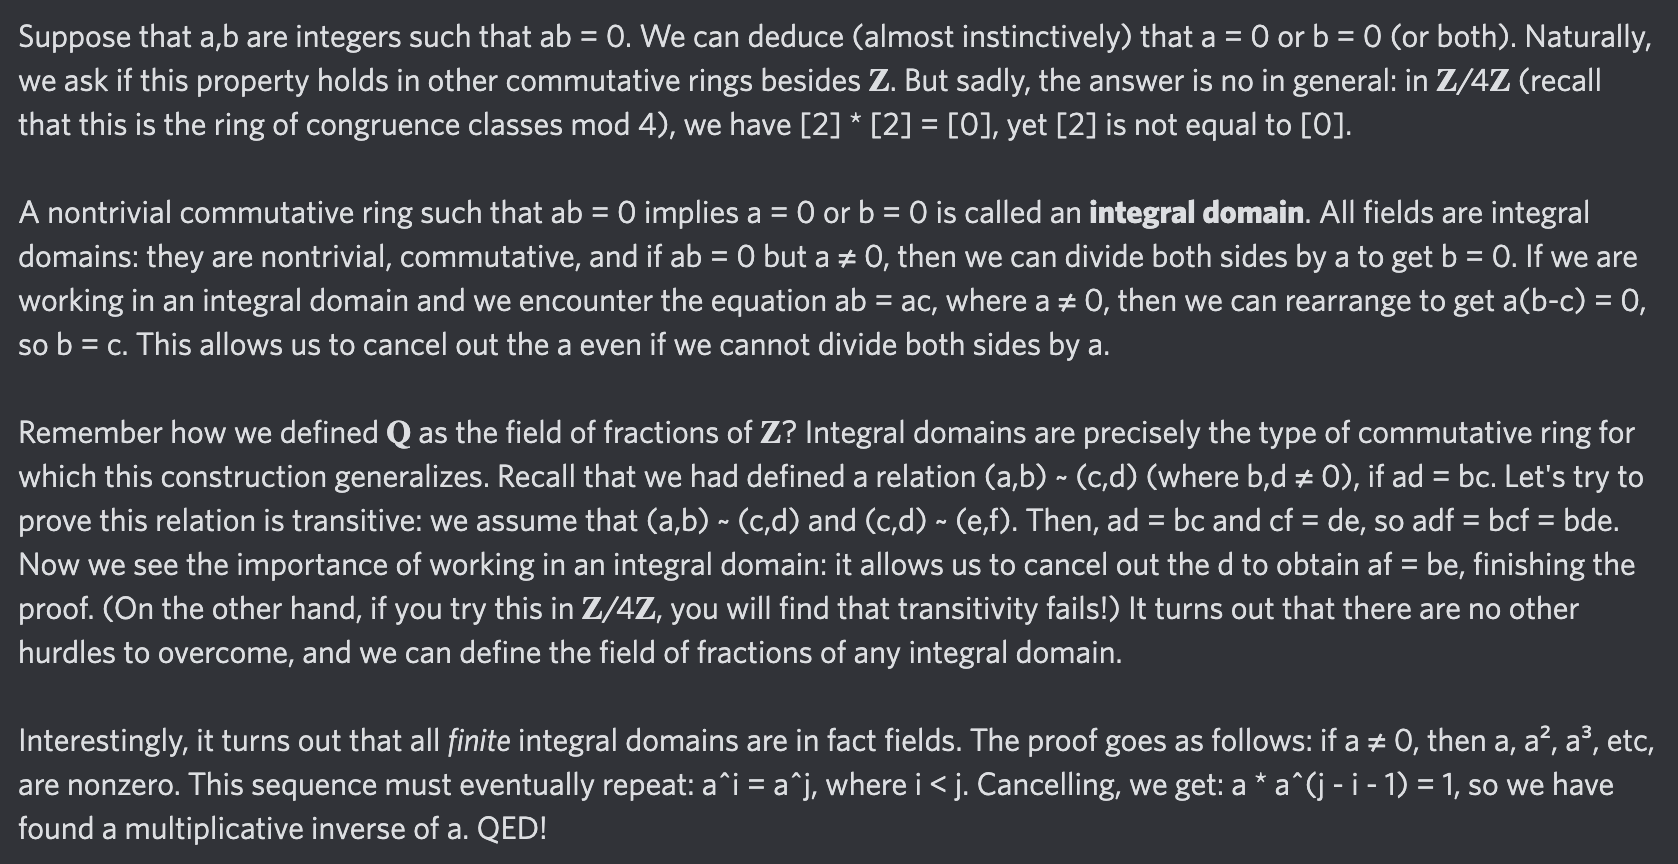 Suppose that a,b are integers such that ab = 0. We can deduce (almost instinctively) that a = 0 or b = 0 (or both). Naturally,
we ask if this property holds in other commutative rings besides Z. But sadly, the answer is no in general: in Z/4Z (recall
that this is the ring of congruence classes mod 4), we have [2] * [2] = [0], yet [2] is not equal to [0].
A nontrivial commutative ring such that ab = 0 implies a = 0 or b = 0 is called an integral domain. All fields are integral
domains: they are nontrivial, commutative, and if ab = 0 but a ≠ 0, then we can divide both sides by a to get b = 0. If we are
working in an integral domain and we encounter the equation ab = ac, where a ≠ 0, then we can rearrange to get a(b-c) = 0,
so b = c. This allows us to cancel out the a even if we cannot divide both sides by a.
Remember how we defined Q as the field of fractions of Z? Integral domains are precisely the type of commutative ring for
which this construction generalizes. Recall that we had defined a relation (a,b) ~ (c,d) (where b,d ≠ 0), if ad = bc. Let's try to
prove this relation is transitive: we assume that (a,b) ~ (c,d) and (c,d) ~ (e,f). Then, ad = bc and cf = de, so adf = bcf = bde.
Now we see the importance of working in an integral domain: it allows us to cancel out the d to obtain af = be, finishing the
proof. (On the other hand, if you try this in Z/4Z, you will find that transitivity fails!) It turns out that there are no other
hurdles to overcome, and we can define the field of fractions of any integral domain.
Interestingly, it turns out that all finite integral domains are in fact fields. The proof goes as follows: if a ≠ 0, then a, a², a³, etc,
are nonzero. This sequence must eventually repeat: a^i = a^j, where i < j. Cancelling, we get: a * a^(j - i - 1) = 1, so we have
found a multiplicative inverse of a. QED!